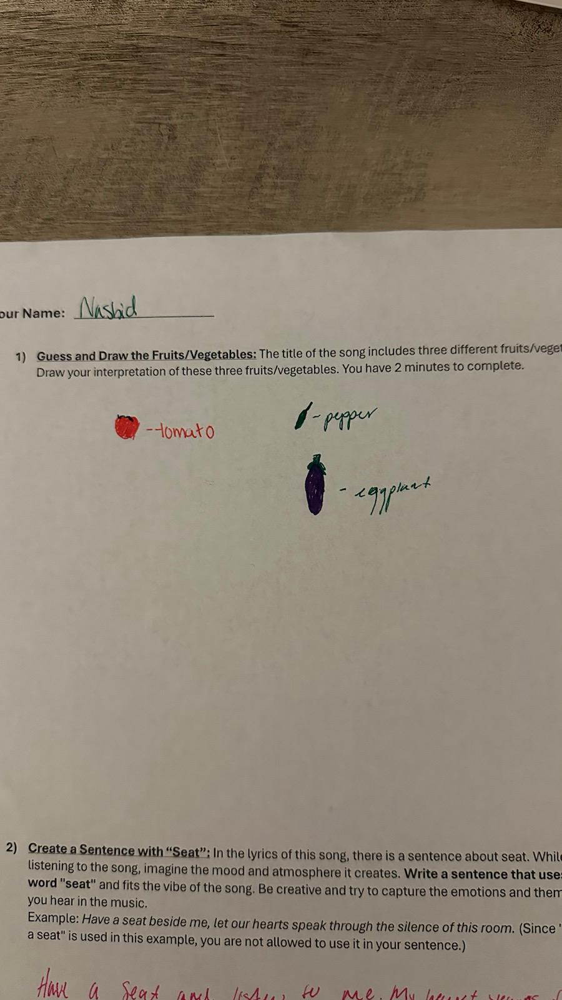 our Name: Nashid
1) Guess and Draw the Fruits/Vegetables: The title of the song includes three different fruits/veget
Draw your interpretation of these three fruits/vegetables. You have 2 minutes to complete.
- pepper
- tomato
- eggplant
2) Create a Sentence with “Seat”: In the lyrics of this song, there is a sentence about seat. While
listening to the song, imagine the mood and atmosphere it creates. Write a sentence that uses
word "seat" and fits the vibe of the song. Be creative and try to capture the emotions and them
you hear in the music.
Example: Have a seat beside me, let our hearts speak through the silence of this room. (Since "
a seat" is used in this example, you are not allowed to use it in your sentence.)
Have a seat and listen to me. My heart